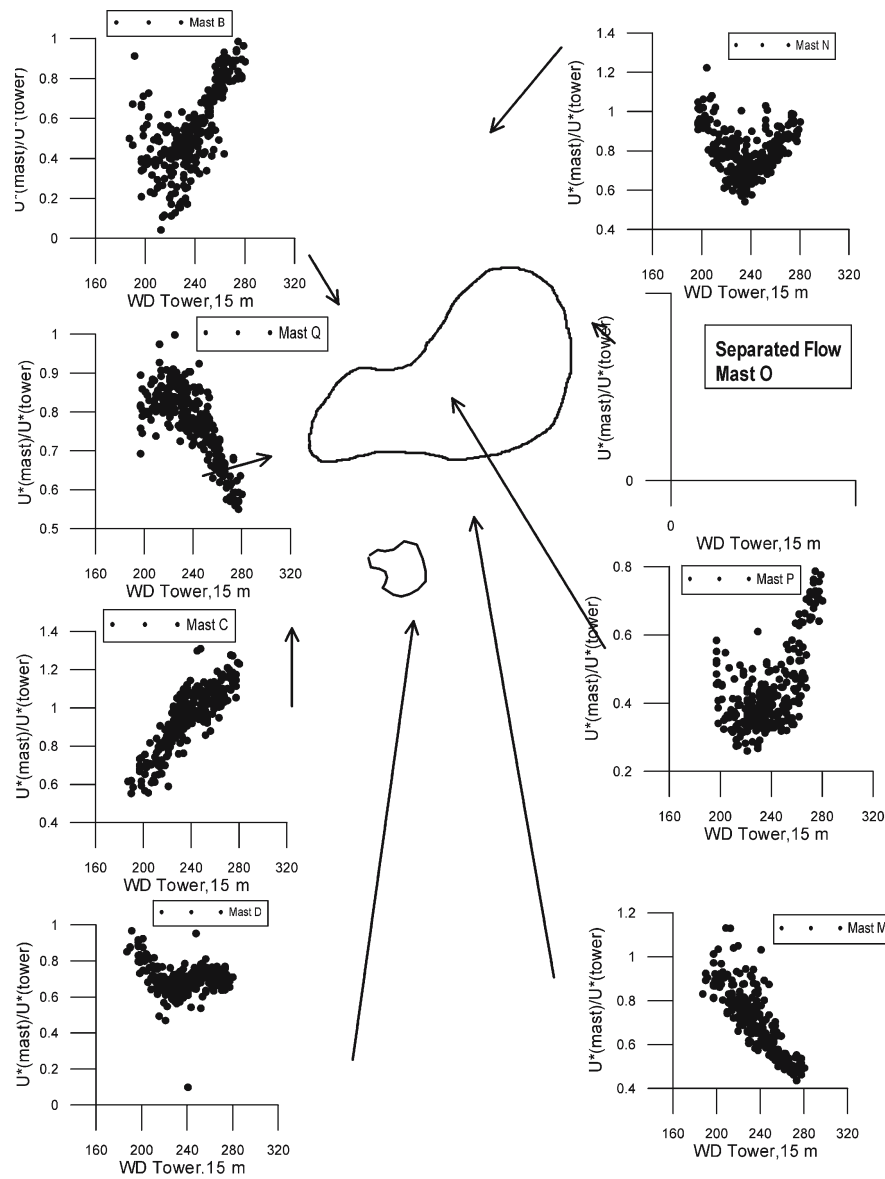 Mast B
1
0.8
0.6
0.4
0.2
0
160 200 240 280 320
WD Tower,15 m
U*(mast)/U*(tower)
Mast N
1.4
1.2
1
0.8
0.6
0.4
160 200 240 280 320
WD Tower,15 m
U*(mast)/U*(tower)
Mast Q
1
0.9
0.8
0.7
0.6
0.5
160 200 240 280 320
WD Tower,15 m
U*(mast)/U*(tower)
Separated Flow
Mast O
0
0
WD Tower,15 m
U*(mast)/U*(tower)
Mast C
1.4
1.2
1
0.8
0.6
0.4
160 200 240 280 320
WD Tower,15 m
U*(mast)/U*(tower)
Mast P
0.8
0.6
0.4
0.2
160 200 240 280 320
WD Tower,15 m
U*(mast)/U*(tower)
Mast D
1
0.8
0.6
0.4
0.2
0
160 200 240 280 320
WD Tower.15 m
U*(mast)/U*(tower)
Mast M
1.2
1
0.8
0.6
0.4
160 200 240 280 320
WD Tower,15 m
U*(mast)/U*(tower)